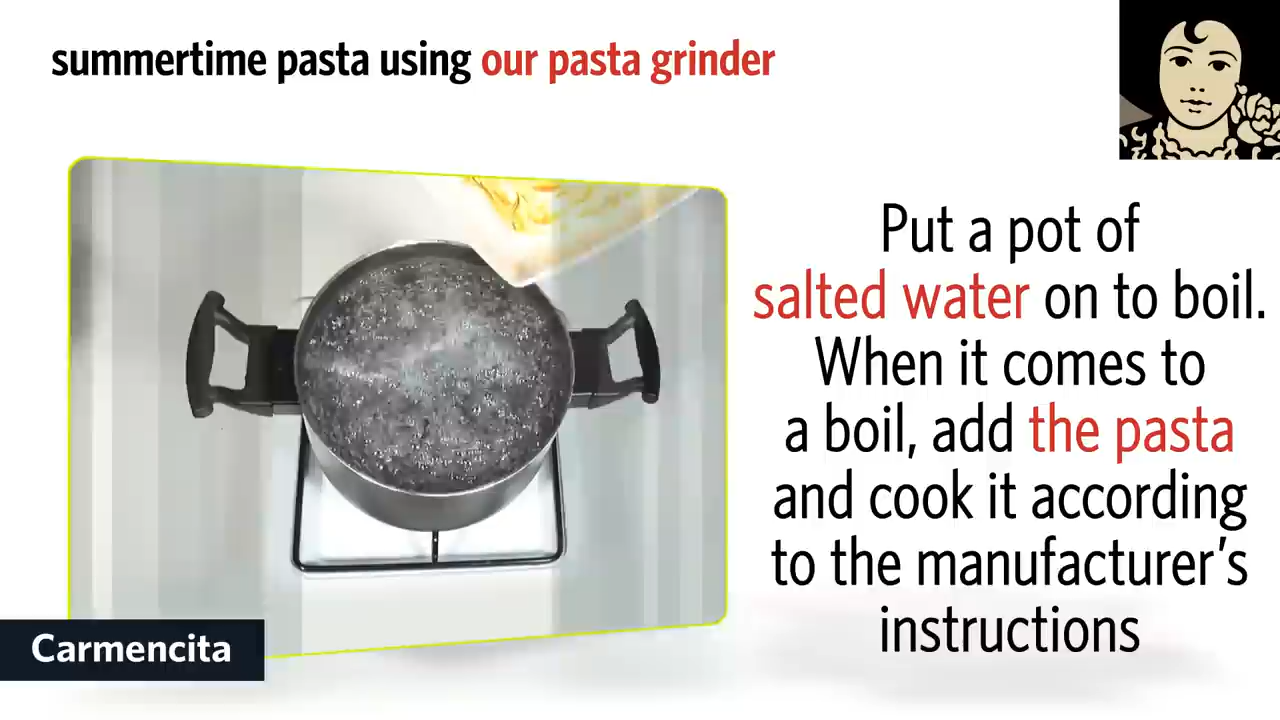 summertime pasta using our pasta grinder
Put a pot of
salted water on to boil.
When it comes to
a boil, add the pasta
and cook it according
to the manufacturer’s
instructions
Carmencita